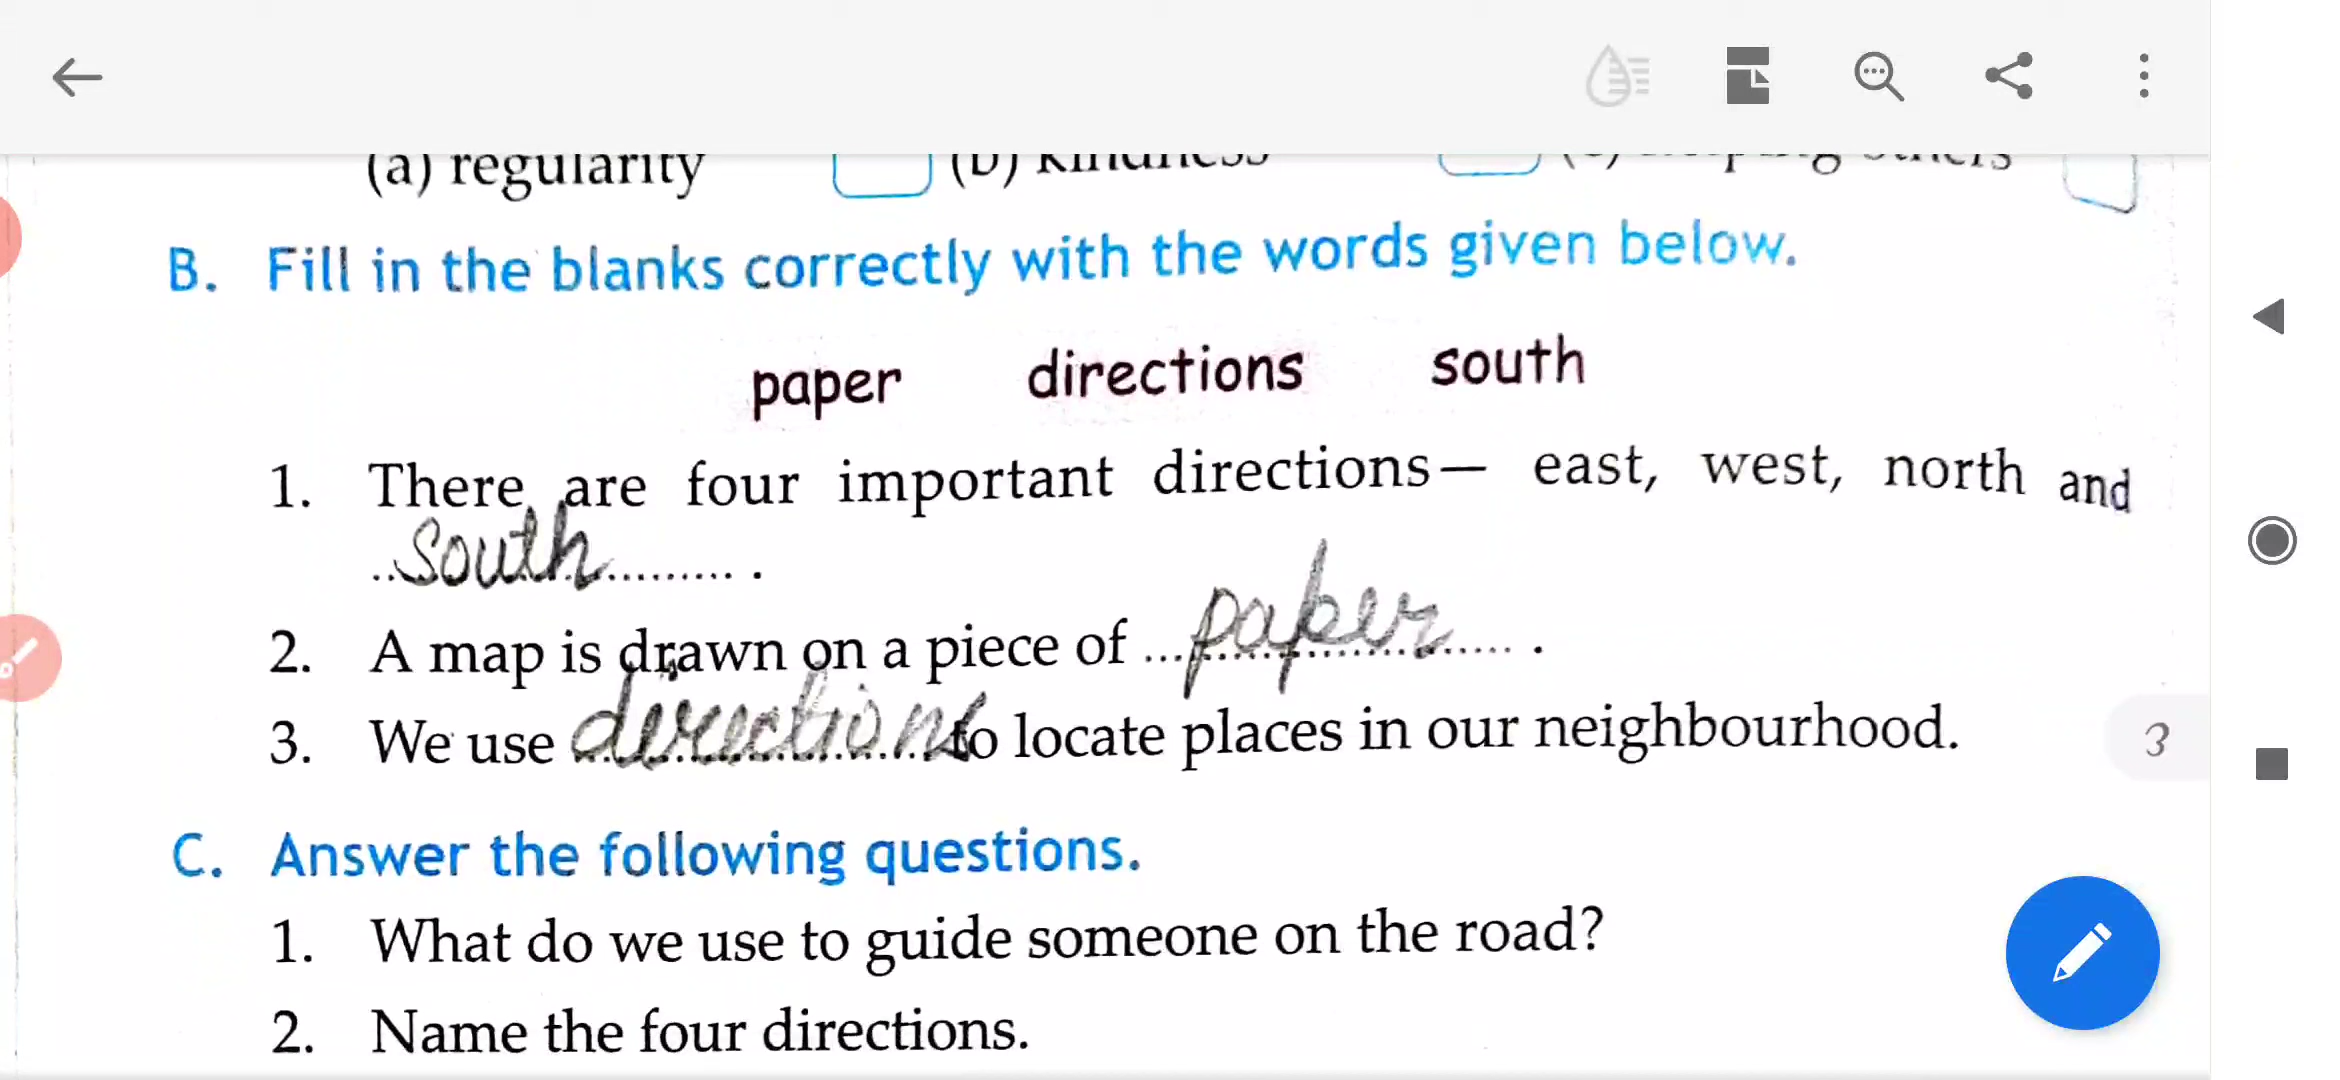 (a) regularity (b) kindness
B. Fill in the blanks correctly with the words given below.
paper directions south
1. There are four important directions— east, west, north and
..south.......... .
2. A map is drawn on a piece of ...paper...... .
3. We use derections to locate places in our neighbourhood.
3
C. Answer the following questions.
1. What do we use to guide someone on the road?
2. Name the four directions.